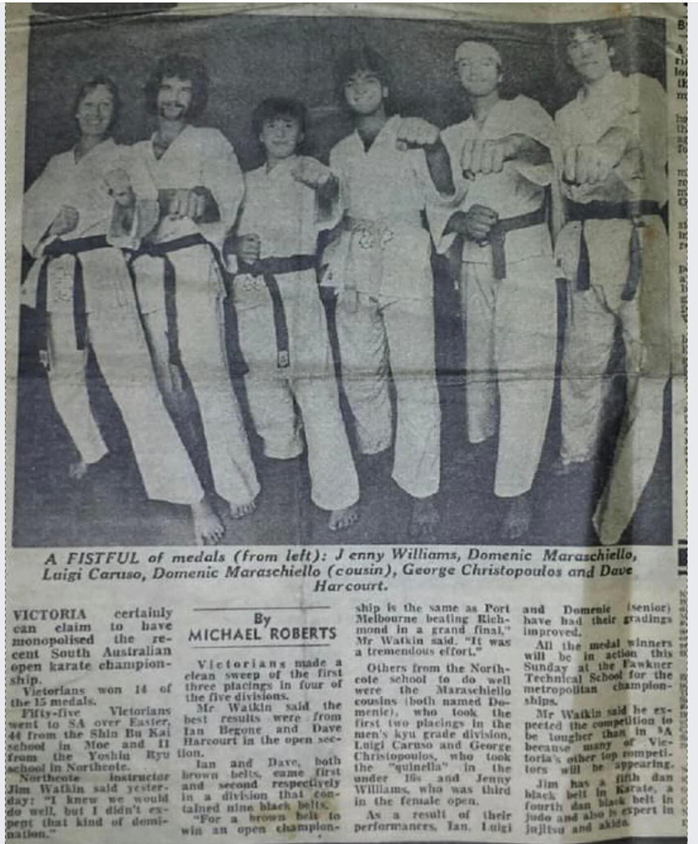 A FISTFUL of medals (from left): Jenny Williams, Domenic Maraschiello,
Luigi Caruso, Domenic Maraschiello (cousin), George Christopoulos and Dave
Harcourt.
VICTORIA certainly
can claim to have
monopolised the re-
cent South Australian
open karate champion-
ship.
Victorians won 14 of
the 15 medals.
Fifty-five Victorians
went to SA over Easter,
44 from the Shin Bu Kai
school in Moe and 11
from the Yoshin Ryu
school in Northcote.
Northcote instructor
Jim Watkin said yester-
day: "I knew we would
do well, but I didn't ex-
pect that kind of domi-
nation."
By
MICHAEL ROBERTS
Victorians made a
clean sweep of the first
three placings in four of
the five divisions.
Mr Watkin said the
best results were from
Ian Begone and Dave
Harcourt in the open sec-
tion.
Ian and Dave, both
brown belts, came first
and second respectively
in a division that con-
tained nine black belts.
"For a brown belt to
win an open champion-
ship is the same as Port
Melbourne beating Rich-
mond in a grand final,"
Mr Watkin said. "It was
a tremendous effort."
Others from the North-
cote school to do well
were the Maraschiello
cousins (both named Do-
menic), who took the
first two placings in the
men's kyu grade division,
Luigi Caruso and George
Christopoulos, who took
the "quinella" in the
under 16s and Jenny
Williams, who was third
in the female open.
As a result of their
performances, Ian, Luigi
and Domenic (senior)
have had their gradings
improved.
All the medal winners
will be in action this
Sunday at the Fawkner
Technical School for the
metropolitan champion-
ships.
Mr Watkin said he ex-
pected the competition to
be tougher than in SA
because many of Vic-
toria's other top competi-
tors will be appearing.
Jim has a fifth dan
black belt in Karate, a
fourth dan black belt in
judo and also is expert in
jujitsu and akido.